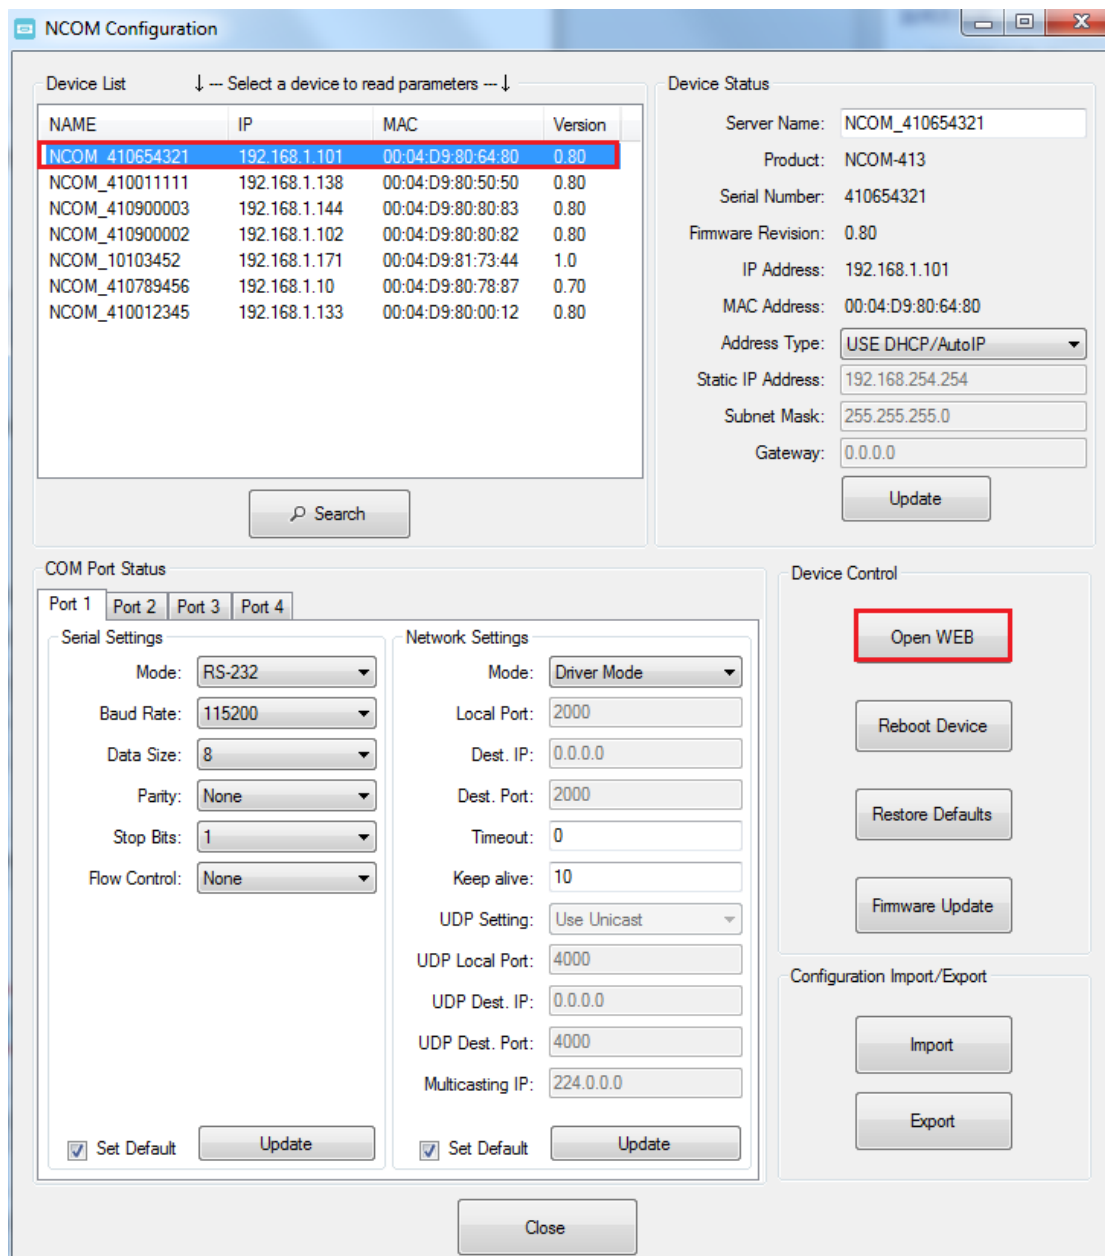 NCOM Configuration
Device List ↓ --- Select a device to read parameters --- ↓
NAME IP MAC Version
NCOM_410654321 192.168.1.101 00:04:D9:80:64:80 0.80
NCOM_410011111 192.168.1.138 00:04:D9:80:50:50 0.80
NCOM_410900003 192.168.1.144 00:04:D9:80:80:83 0.80
NCOM_410900002 192.168.1.102 00:04:D9:80:80:82 0.80
NCOM_10103452 192.168.1.171 00:04:D9:81:73:44 1.0
NCOM_410789456 192.168.1.10 00:04:D9:80:78:87 0.70
NCOM_410012345 192.168.1.133 00:04:D9:80:00:12 0.80
Search
Device Status
Server Name: NCOM_410654321
Product: NCOM-413
Serial Number: 410654321
Firmware Revision: 0.80
IP Address: 192.168.1.101
MAC Address: 00:04:D9:80:64:80
Address Type: USE DHCP/AutoIP
Static IP Address: 192.168.254.254
Subnet Mask: 255.255.255.0
Gateway: 0.0.0.0
Update
COM Port Status
Port 1 Port 2 Port 3 Port 4
Serial Settings
Mode: RS-232
Baud Rate: 115200
Data Size: 8
Parity: None
Stop Bits: 1
Flow Control: None
Set Default Update
Network Settings
Mode: Driver Mode
Local Port: 2000
Dest. IP: 0.0.0.0
Dest. Port: 2000
Timeout: 0
Keep alive: 10
UDP Setting: Use Unicast
UDP Local Port: 4000
UDP Dest. IP: 0.0.0.0
UDP Dest. Port: 4000
Multicasting IP: 224.0.0.0
Set Default Update
Device Control
Open WEB
Reboot Device
Restore Defaults
Firmware Update
Configuration Import/Export
Import
Export
Close